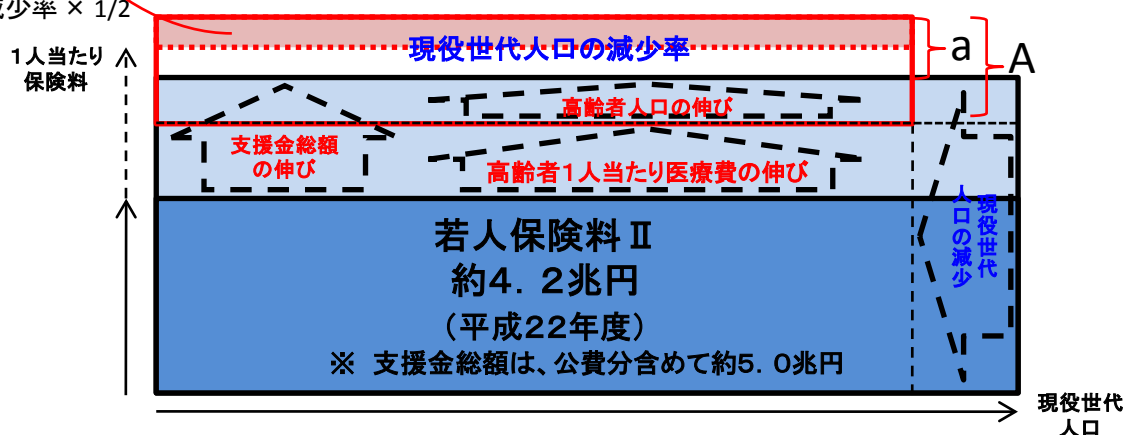 減少率 × 1/2
現役世代人口の減少率
a
A
1人当たり
保険料
高齢者人口の伸び
支援金総額
の伸び
高齢者1人当たり医療費の伸び
現役世代
人口の減少
若人保険料Ⅱ
約4.2兆円
(平成22年度)
※ 支援金総額は、公費分含めて約5.0兆円
現役世代
人口